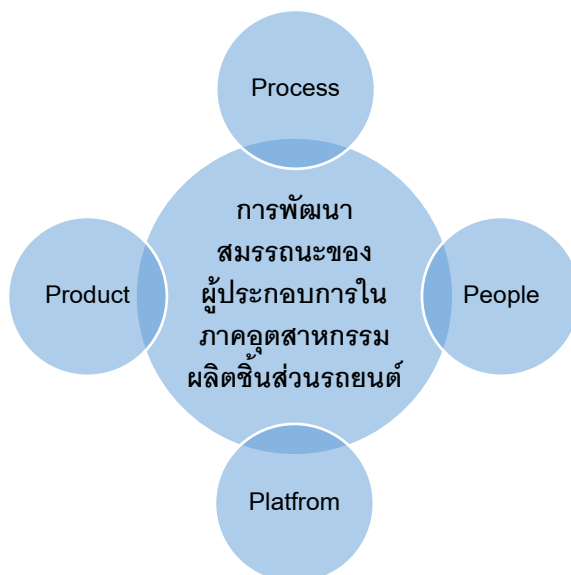 Process
การพัฒนา
สมรรถนะของ
ผู้ประกอบการใน
ภาคอุตสาหกรรม
ผลิตชิ้นส่วนรถยนต์
Product
People
Platfrom